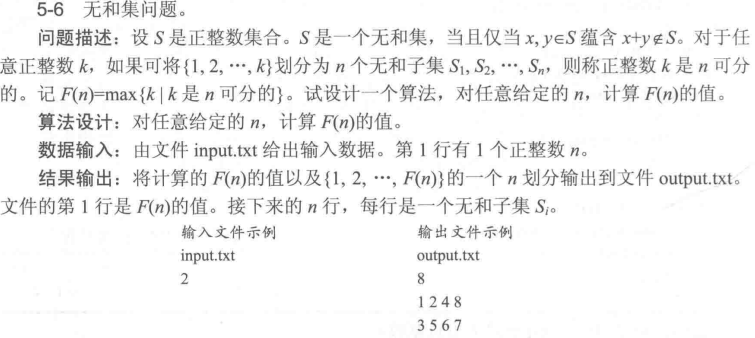 5-6 无和集问题。
问题描述：设 S 是正整数集合。S 是一个无和集，当且仅当 x, y∈S 蕴含 x+y∉S。对于任
意正整数 k，如果可将{1, 2, ⋯, k}划分为 n 个无和子集 S₁, S₂, ⋯, Sₙ，则称正整数 k 是 n 可分
的。记 F(n)=max{k | k 是 n 可分的}。试设计一个算法，对任意给定的 n，计算 F(n)的值。
算法设计：对任意给定的 n，计算 F(n)的值。
数据输入：由文件 input.txt 给出输入数据。第 1 行有 1 个正整数 n。
结果输出：将计算的 F(n)的值以及{1, 2, ⋯, F(n)}的一个 n 划分输出到文件 output.txt。
文件的第 1 行是 F(n)的值。接下来的 n 行，每行是一个无和子集 Sᵢ。
输入文件示例 输出文件示例
input.txt output.txt
2 8
1 2 4 8
3 5 6 7